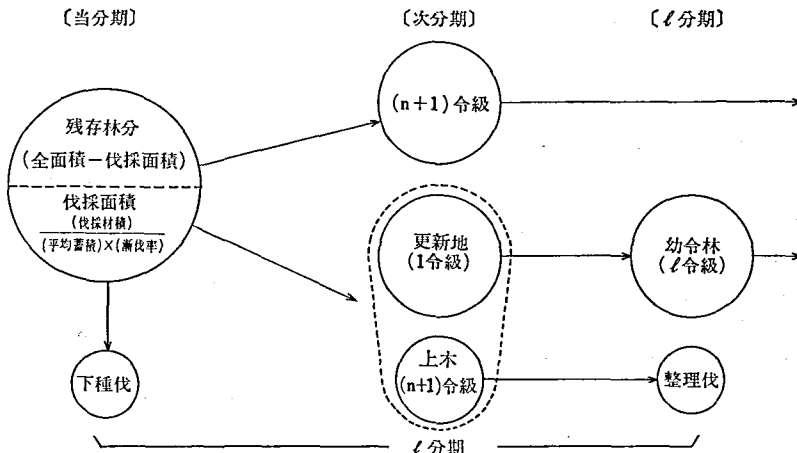 〔当分期〕
〔次分期〕
〔ℓ分期〕
残存林分
(全面積−伐採面積)
伐採面積
(伐採材積)
(平均蓄積)×(漸伐率)
下種伐
(n+1)令級
更新地
(1令級)
上木
(n+1)令級
幼令林
(ℓ令級)
整理伐
ℓ分期